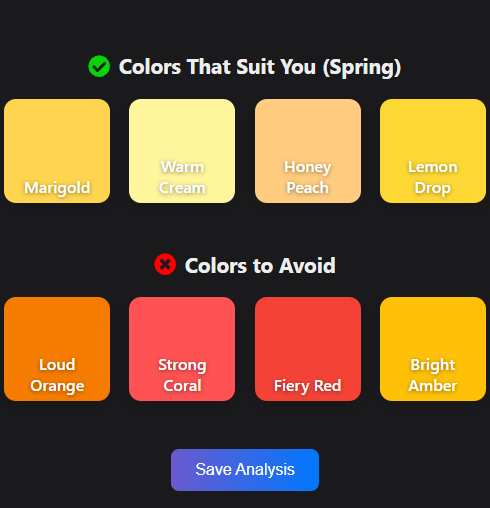 Colors That Suit You (Spring)
Marigold
Warm
Cream
Honey
Peach
Lemon
Drop
Colors to Avoid
Loud
Orange
Strong
Coral
Fiery Red
Bright
Amber
Save Analysis